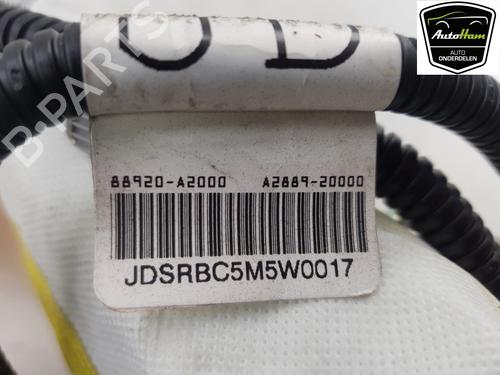 AutoHam
AUTO
ONDERDELEN
B-PARTS
88920-A2000 A2889-20000
JDSRBC5M5W0017